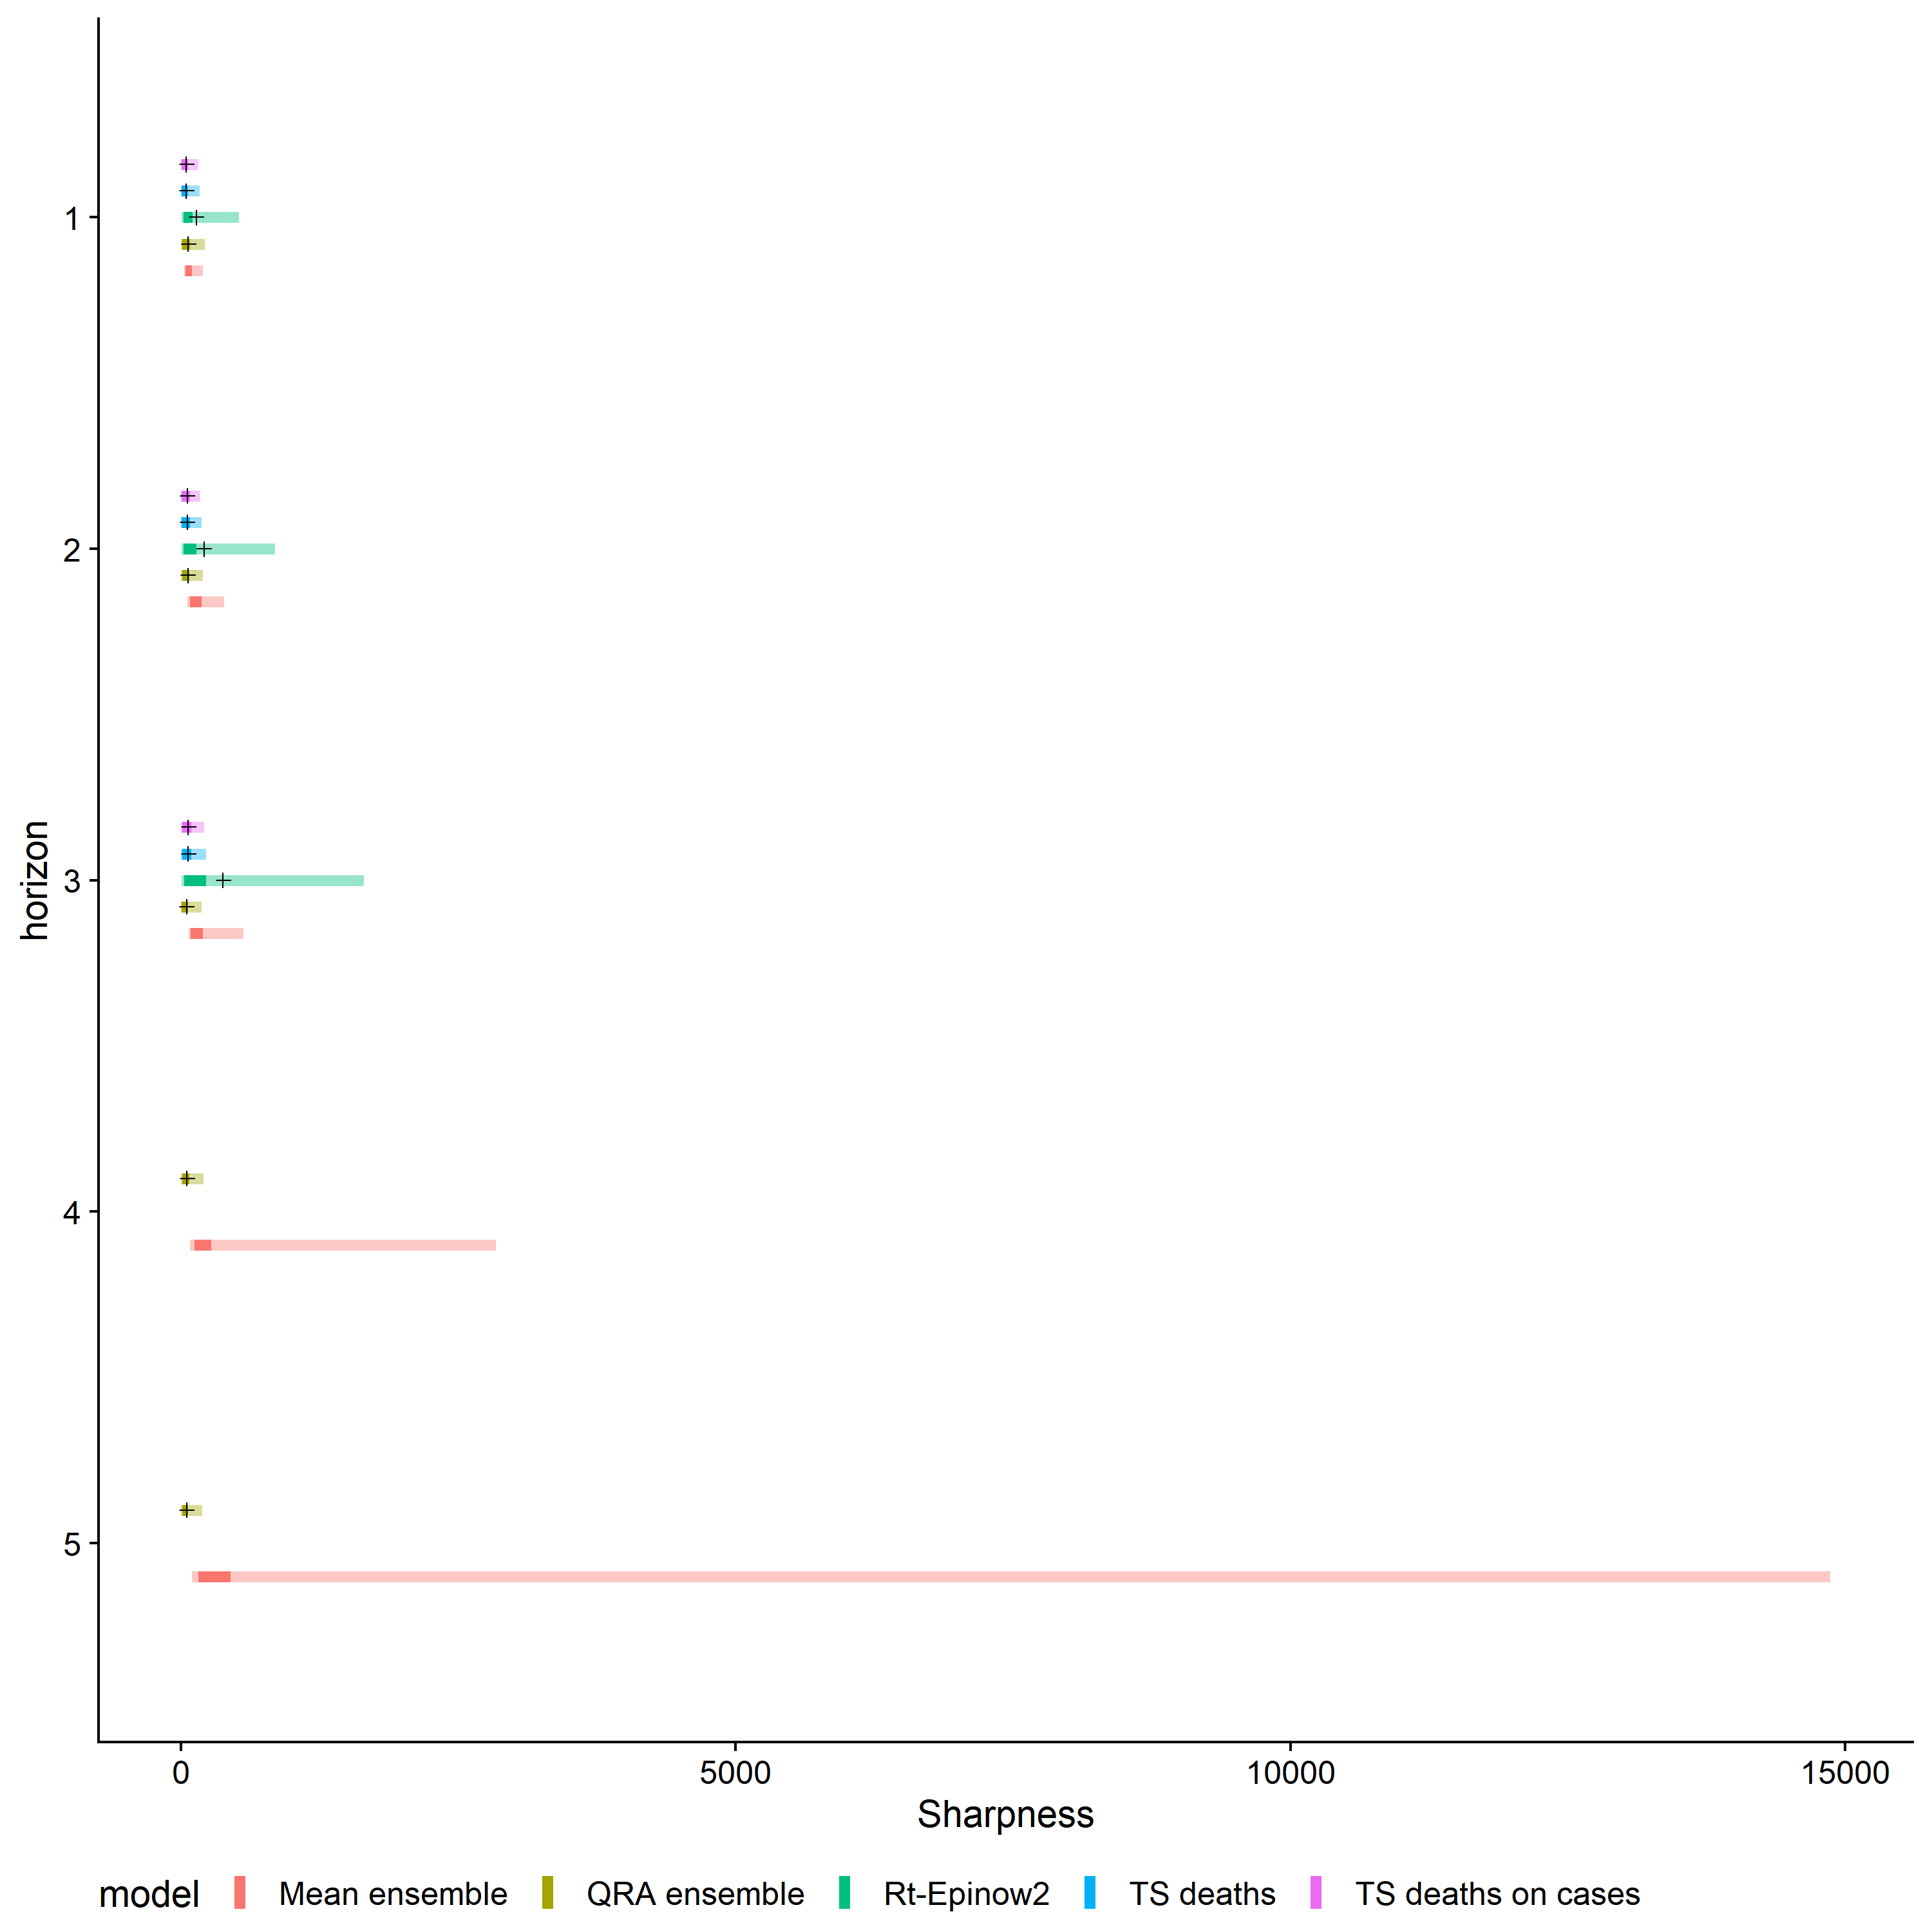 1
2
3
4
5
horizon
0 5000 10000 15000
Sharpness
model Mean ensemble QRA ensemble Rt-Epinow2 TS deaths TS deaths on cases